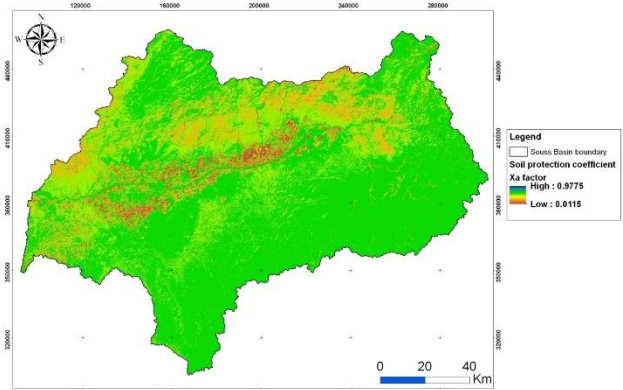 120000 160000 200000 240000 280000
N
W E
S
440000 440000
410000 410000
380000 380000
350000 350000
320000 320000
Legend
Souss Basin boundary
Soil protection coefficient
Xa factor
High : 0.9775
Low : 0.0115
0 20 40
Km